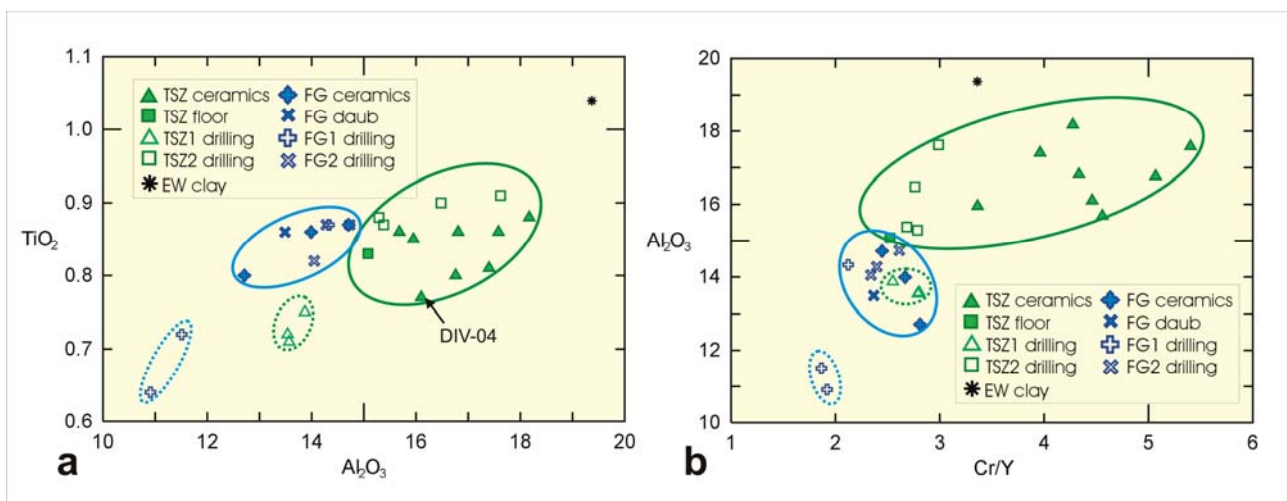 1.1
1.0
0.9
TiO₂
0.8
0.7
0.6
10 12 14 16 18 20
Al₂O₃
TSZ ceramics FG ceramics
TSZ floor FG daub
TSZ1 drilling FG1 drilling
TSZ2 drilling FG2 drilling
EW clay
DIV-04
a
20
18
16
Al₂O₃
14
12
10
1 2 3 4 5 6
Cr/Y
TSZ ceramics FG ceramics
TSZ floor FG daub
TSZ1 drilling FG1 drilling
TSZ2 drilling FG2 drilling
EW clay
b